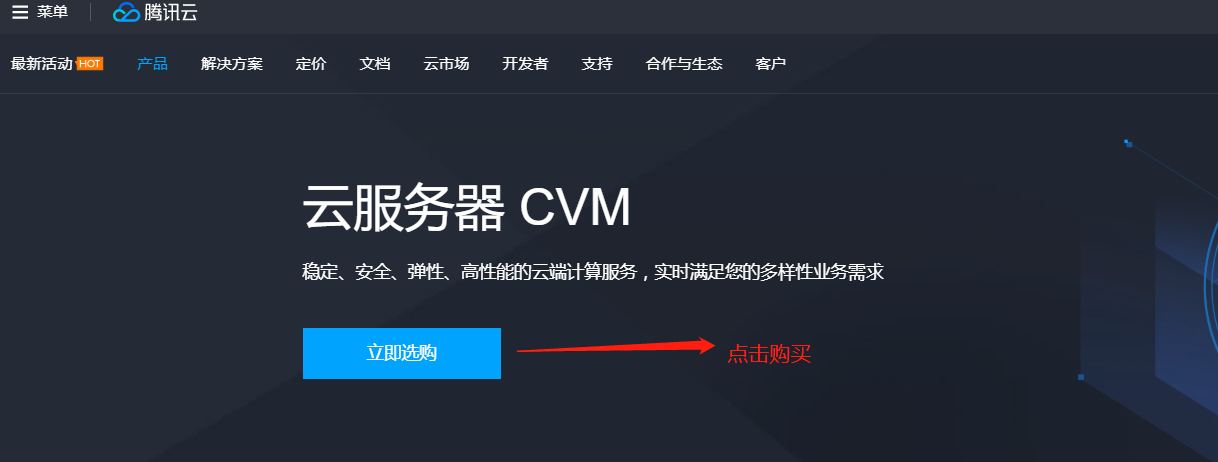 菜单 腾讯云
最新活动 HOT 产品 解决方案 定价 文档 云市场 开发者 支持 合作与生态 客户
云服务器 CVM
稳定、安全、弹性、高性能的云端计算服务，实时满足您的多样性业务需求
立即选购 点击购买